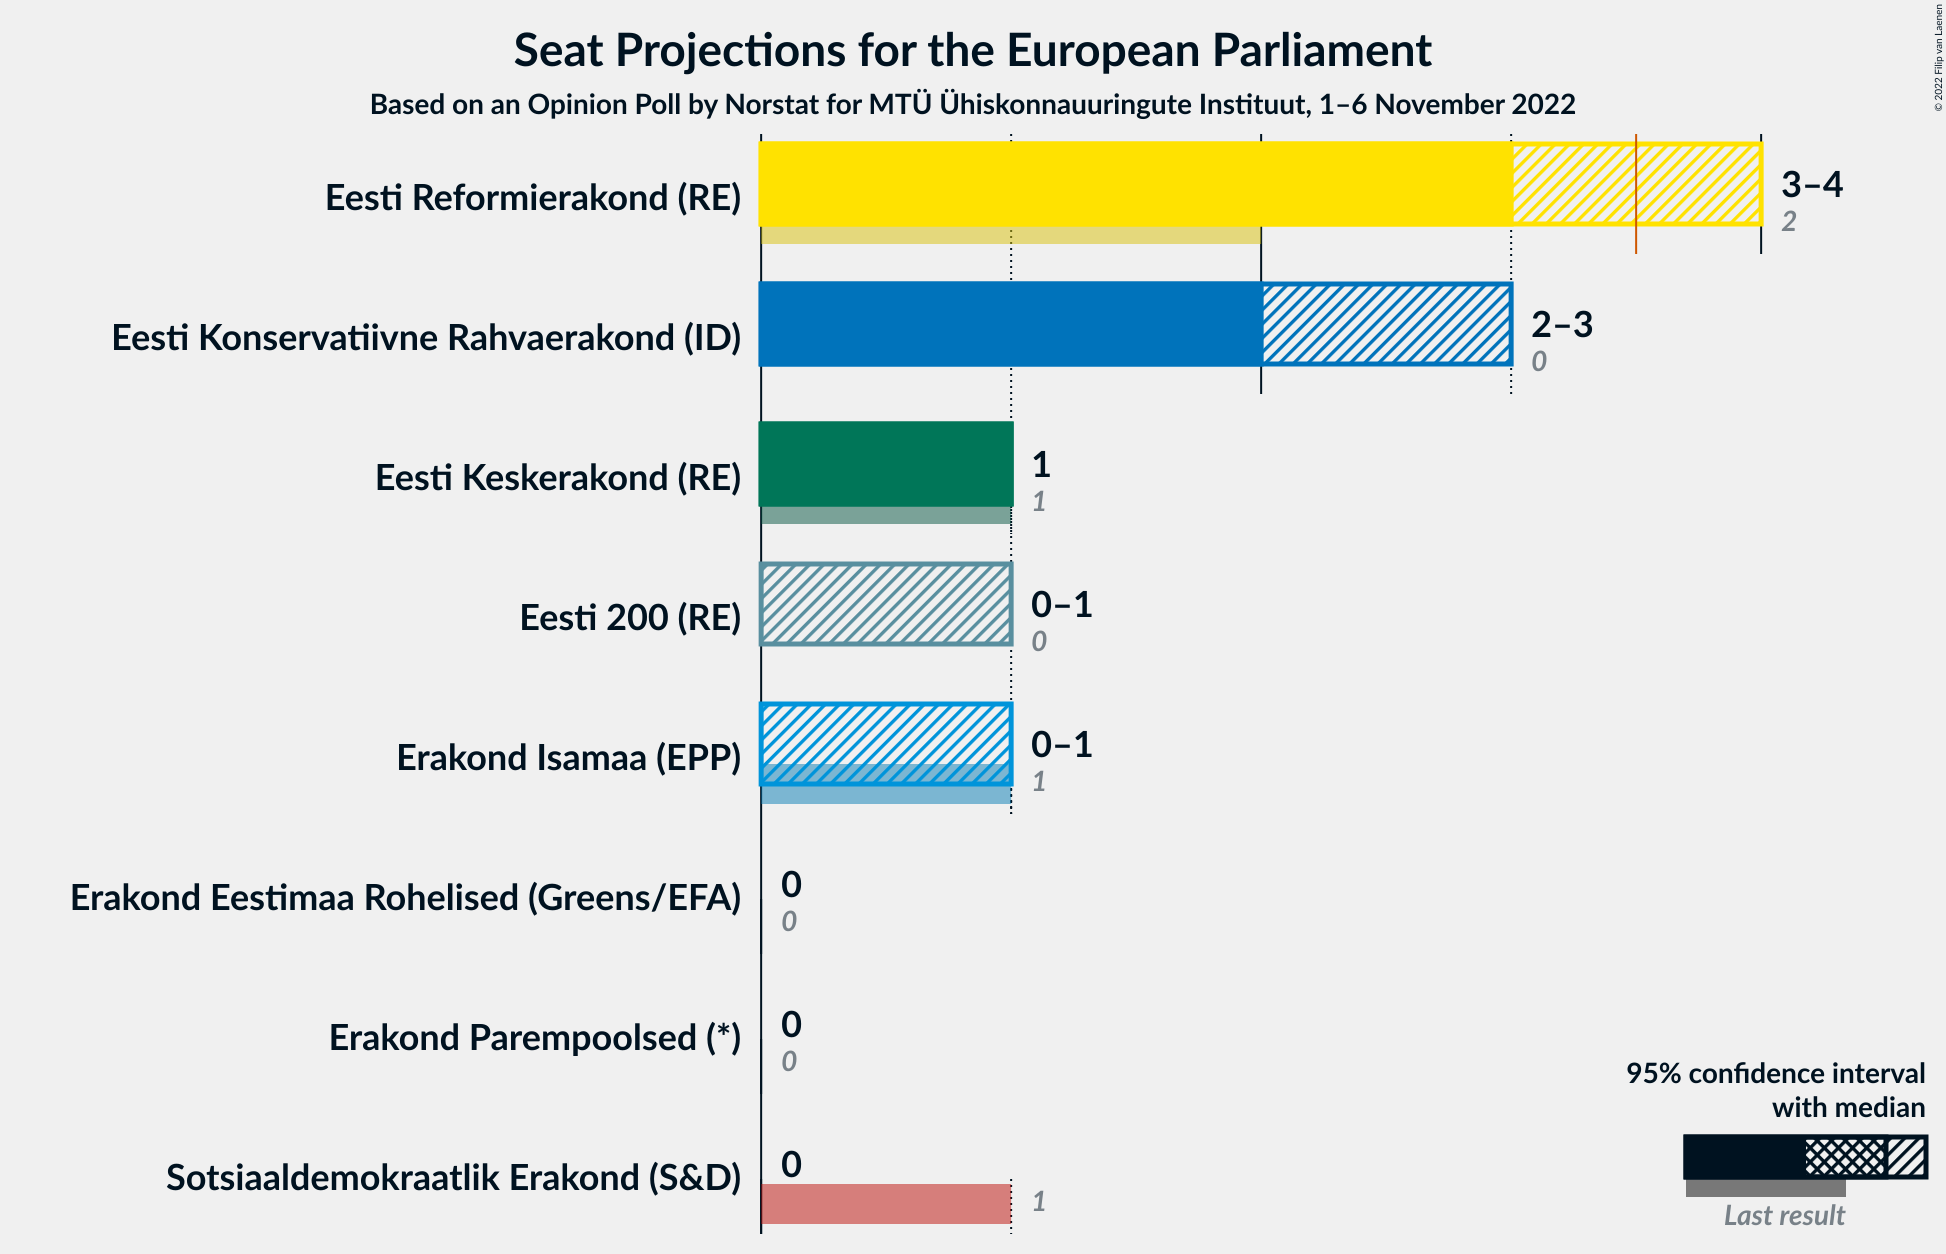 Seat Projections for the European Parliament
Based on an Opinion Poll by Norstat for MTÜ Ühiskonnauuringute Instituut, 1–6 November 2022
© 2022 Filip van Laenen
Eesti Reformierakond (RE)
3–4
2
Eesti Konservatiivne Rahvaerakond (ID)
2–3
0
Eesti Keskerakond (RE)
1
1
Eesti 200 (RE)
0–1
0
Erakond Isamaa (EPP)
0–1
1
Erakond Eestimaa Rohelised (Greens/EFA)
0
0
Erakond Parempoolsed (*)
0
0
Sotsiaaldemokraatlik Erakond (S&D)
0
1
95% confidence interval
with median
Last result